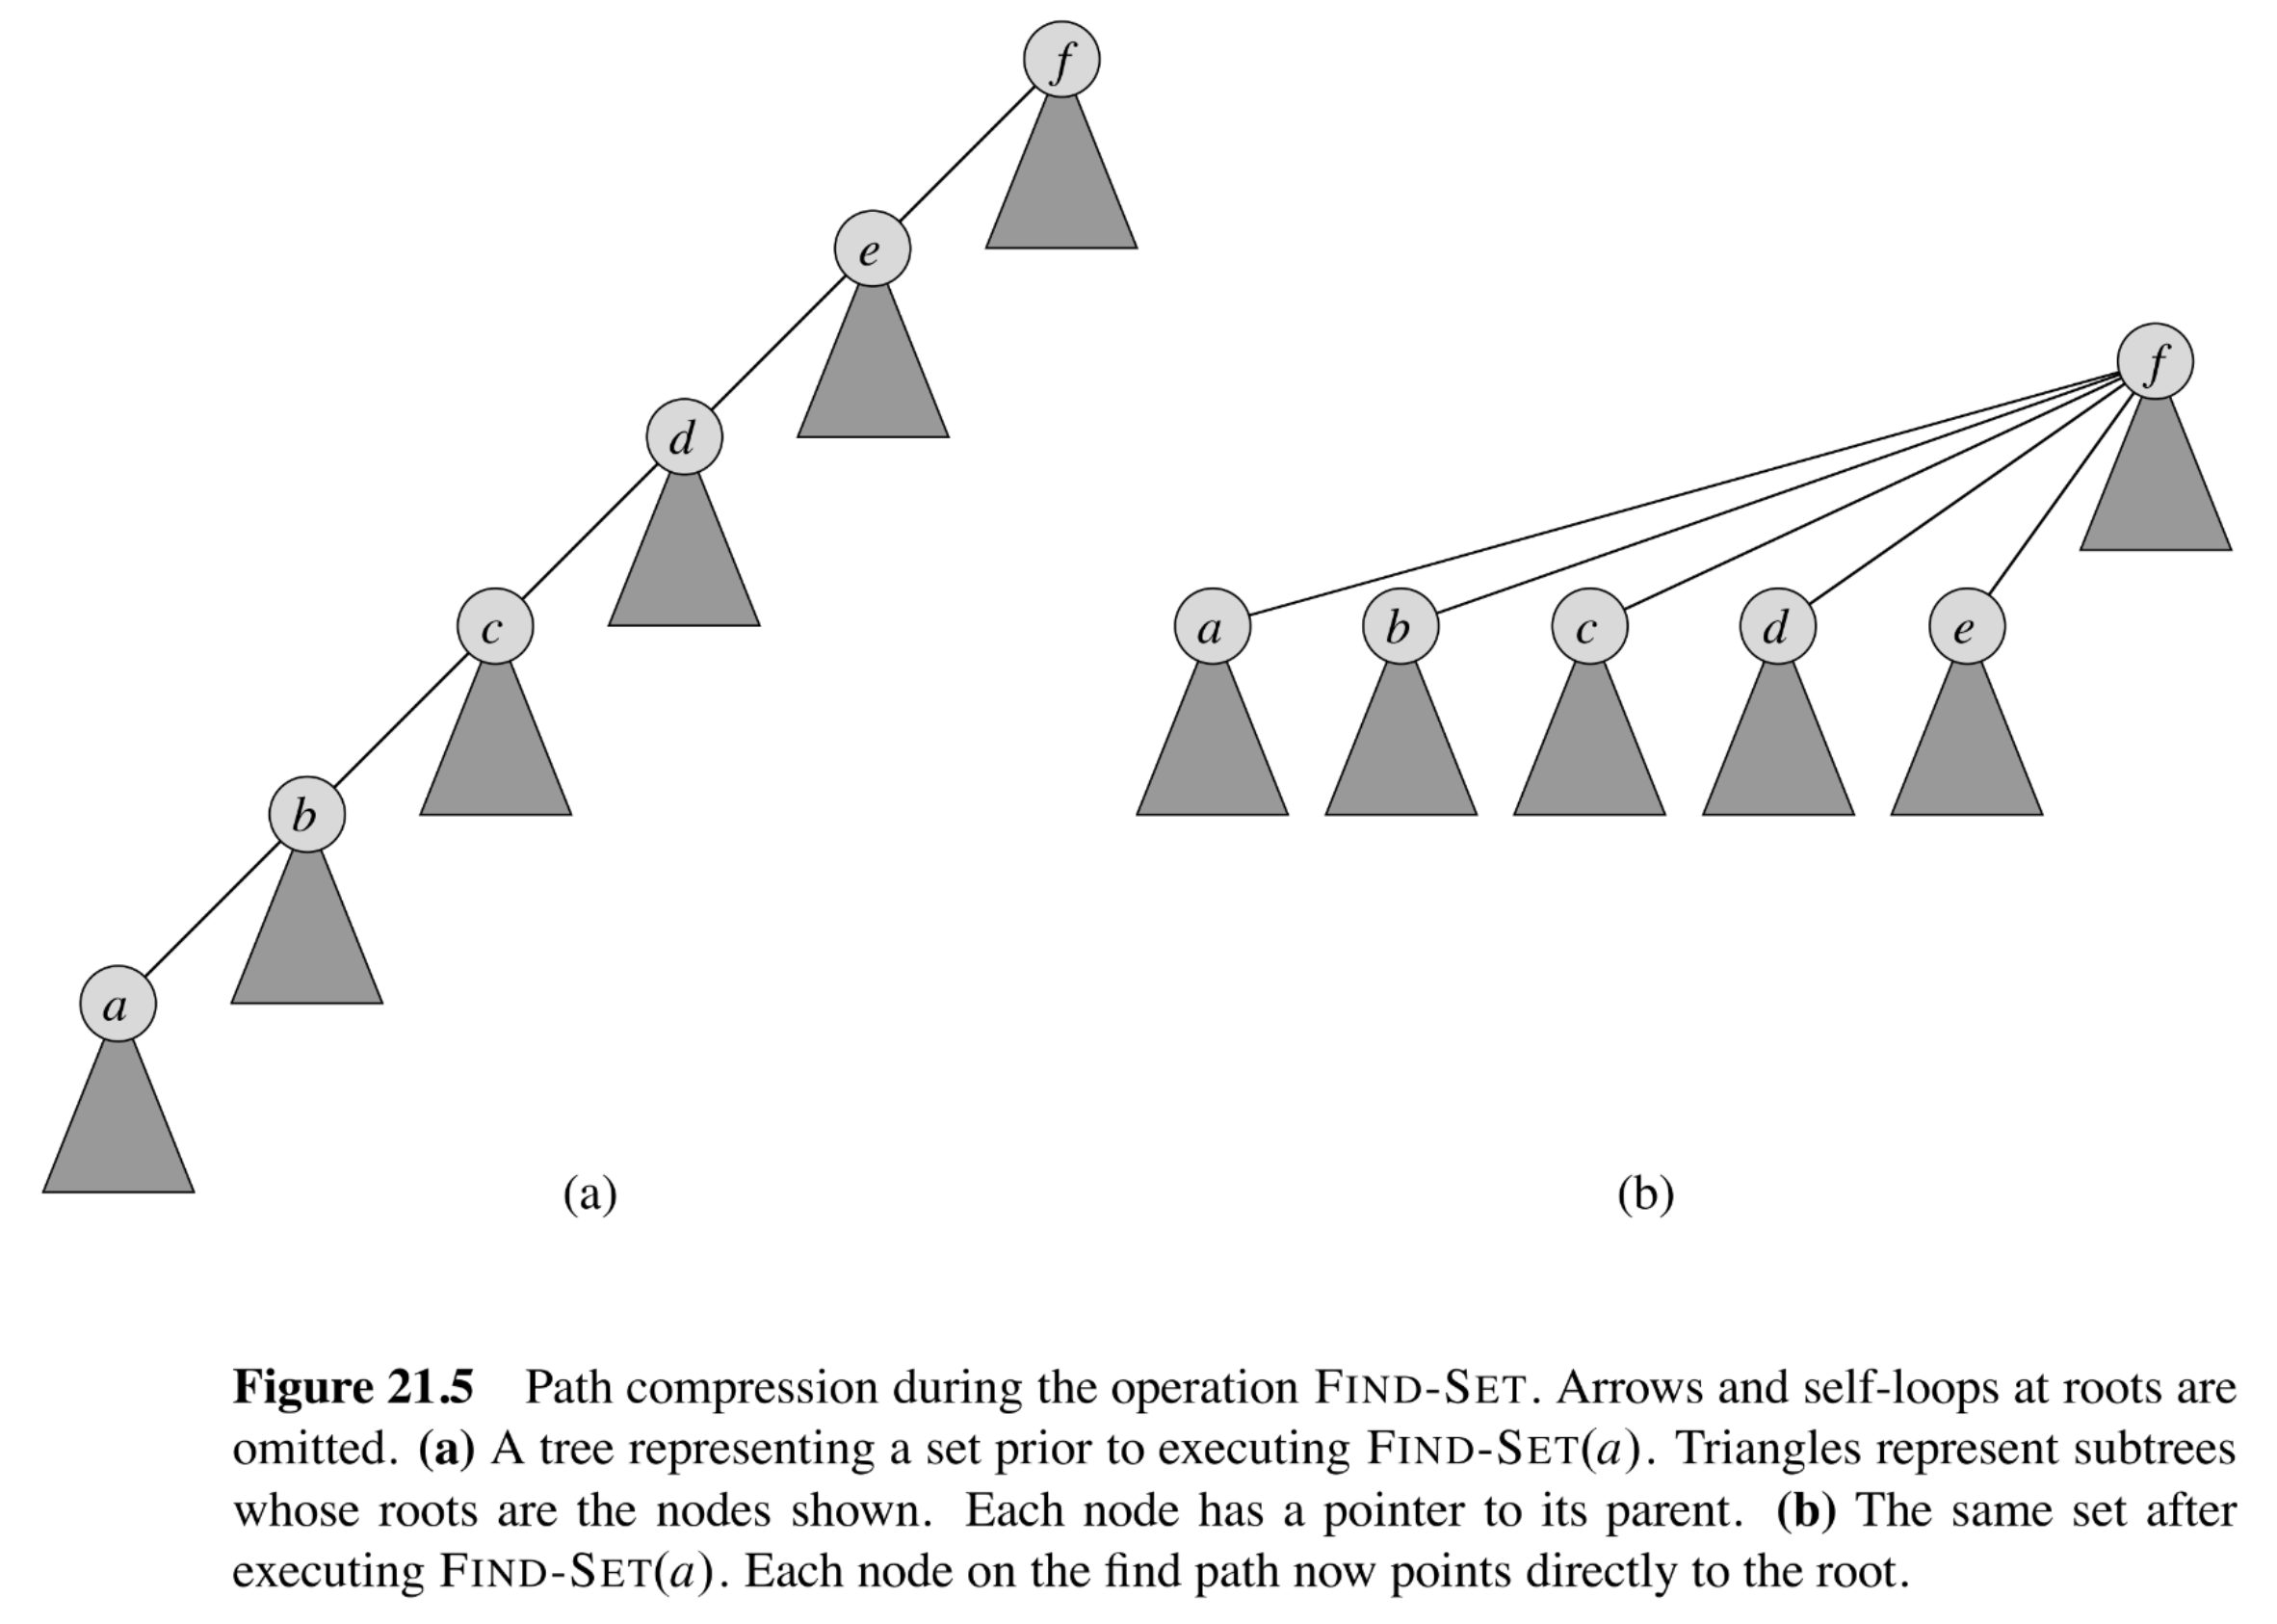 f
e
d
c
b
a
f
a b c d e
(a) (b)
Figure 21.5 Path compression during the operation FIND-SET. Arrows and self-loops at roots are
omitted. (a) A tree representing a set prior to executing FIND-SET(a). Triangles represent subtrees
whose roots are the nodes shown. Each node has a pointer to its parent. (b) The same set after
executing FIND-SET(a). Each node on the find path now points directly to the root.